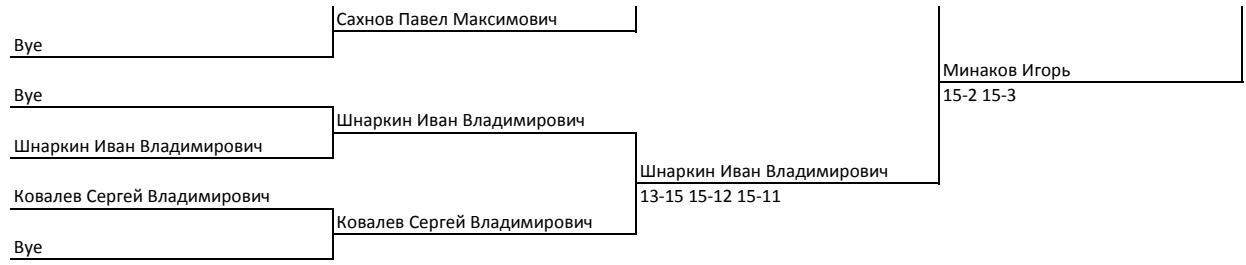 Сахнов Павел Максимович
Bye
Минаков Игорь
Bye
15-2 15-3
Шнаркин Иван Владимирович
Шнаркин Иван Владимирович
Шнаркин Иван Владимирович
Ковалев Сергей Владимирович
13-15 15-12 15-11
Ковалев Сергей Владимирович
Bye